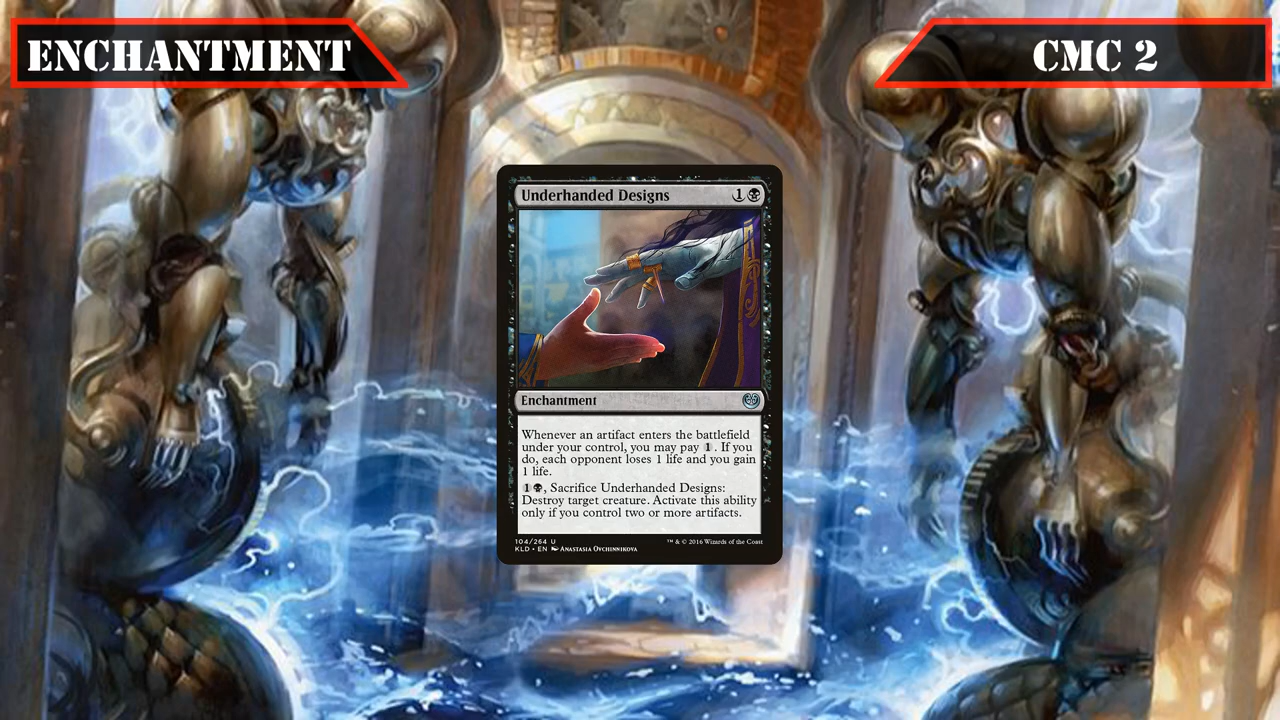 ENCHANTMENT
CMC 2
Underhanded Designs 1
Enchantment
Whenever an artifact enters the battlefield
under your control, you may pay 1. If you
do, each opponent loses 1 life and you gain
1 life.
1, Sacrifice Underhanded Designs:
Destroy target creature. Activate this ability
only if you control two or more artifacts.
104/264 U
KLD • EN Anastasia Ovchinnikova
™ & © 2016 Wizards of the Coast